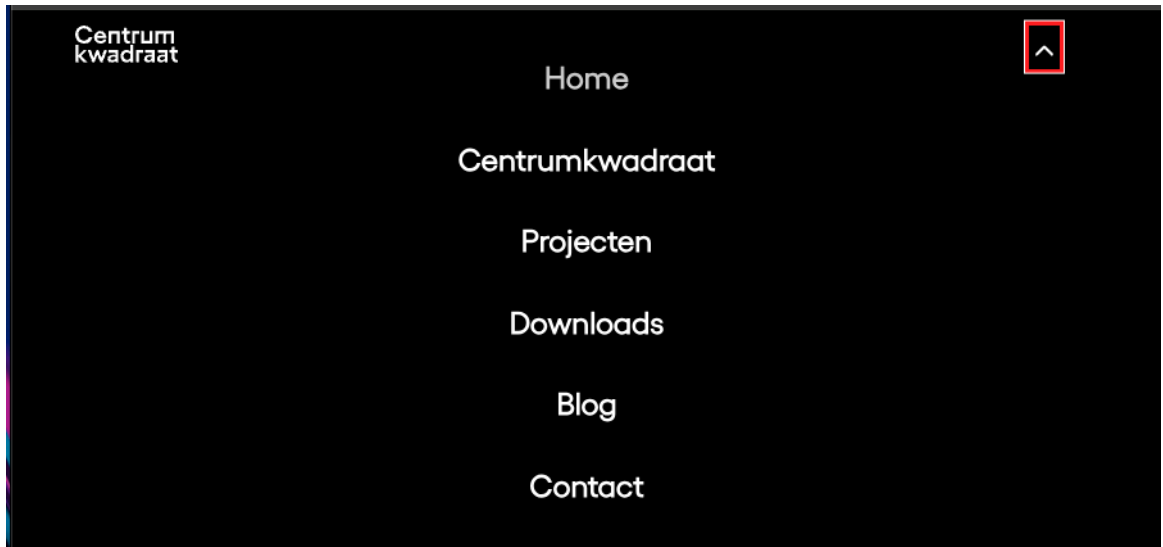 Centrum
kwadraat
Home
Centrumkwadraat
Projecten
Downloads
Blog
Contact